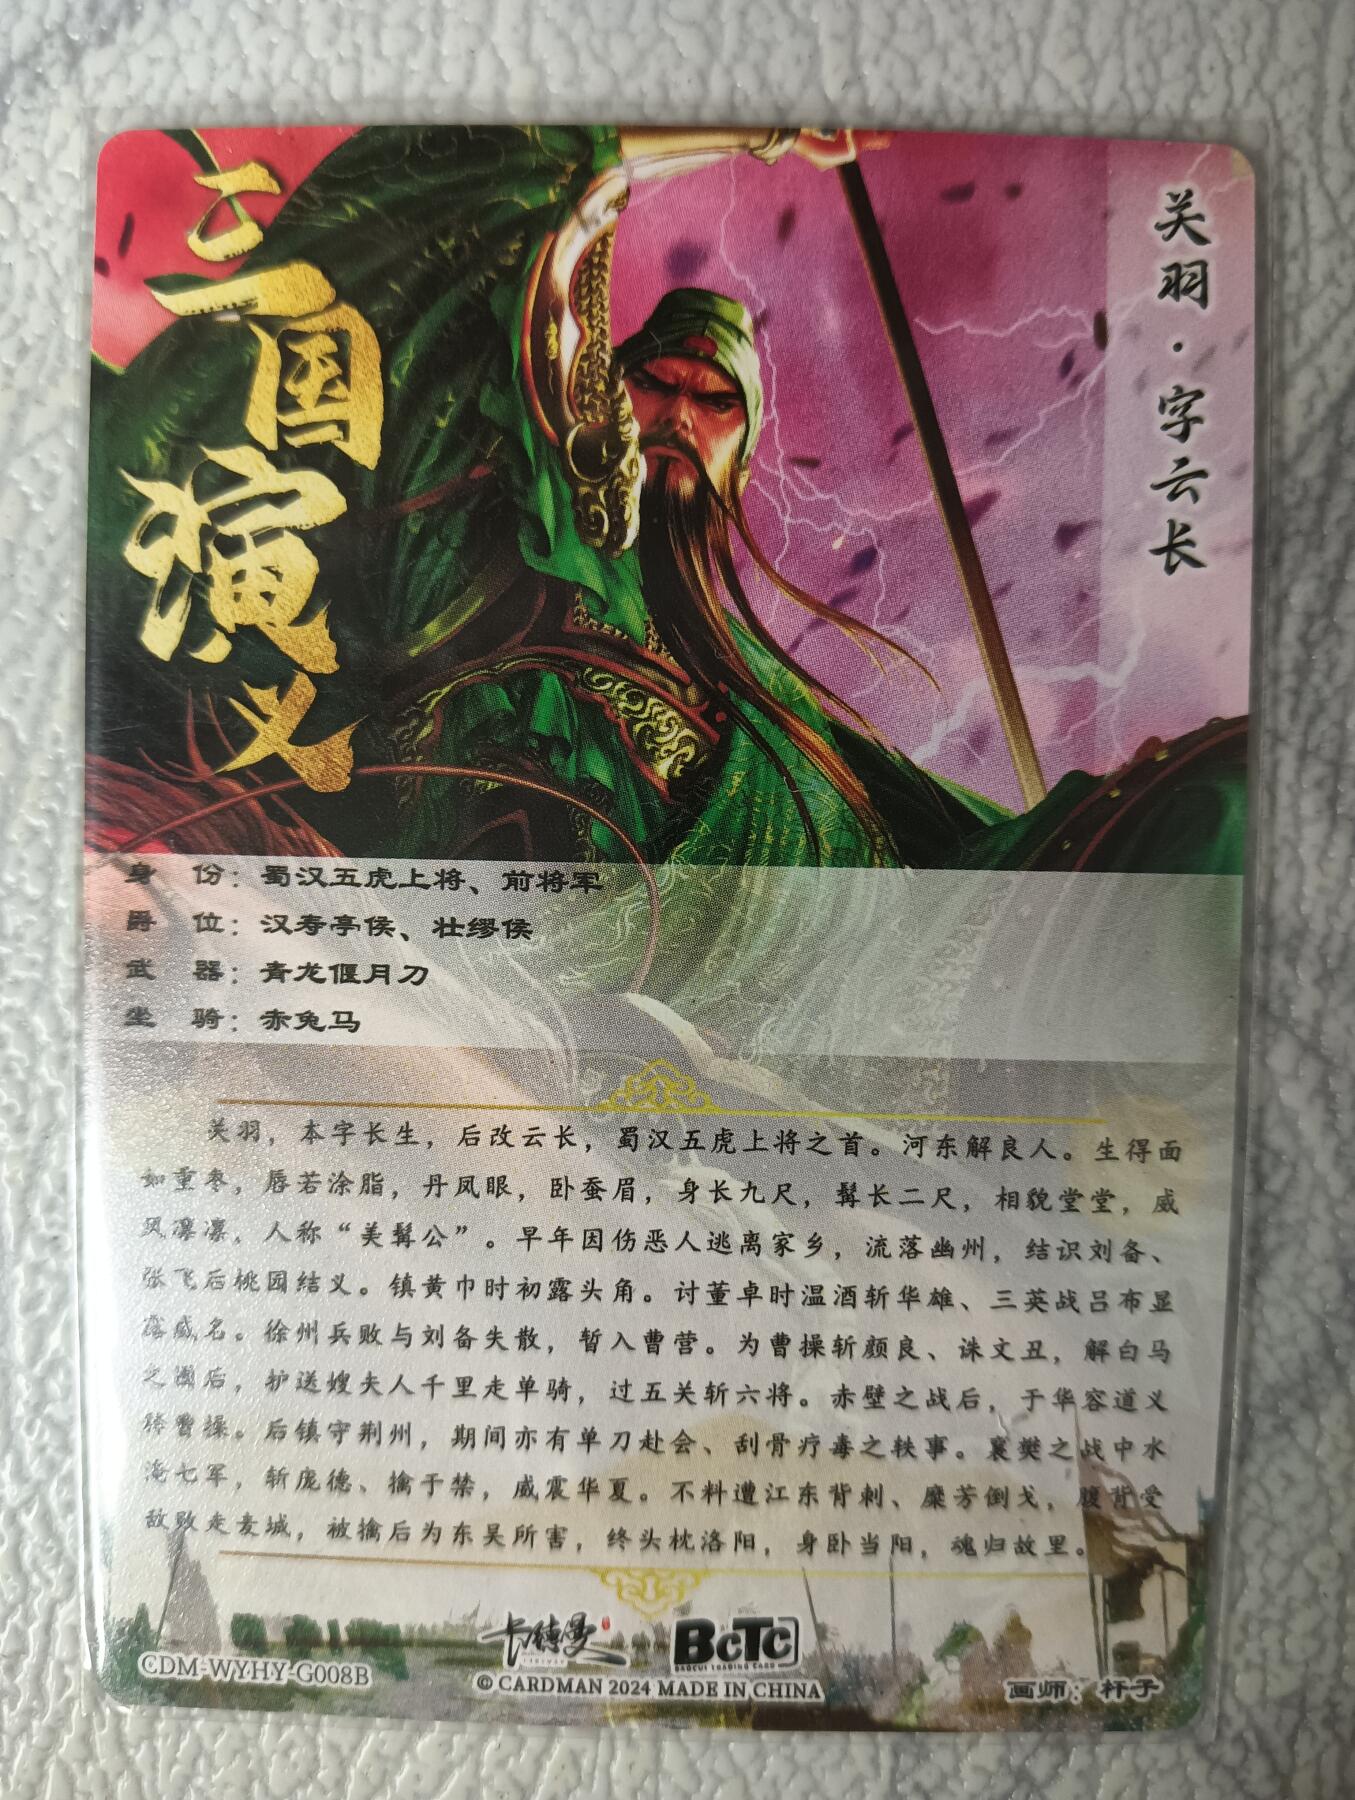 三国演义
关羽·字云长
身 份：蜀汉五虎上将、前将军
爵 位：汉寿亭侯、壮缪侯
武 器：青龙偃月刀
坐 骑：赤兔马
关羽，本字长生，后改云长，蜀汉五虎上将之首。河东解良人。生得面
如重枣，唇若涂脂，丹凤眼，卧蚕眉，身长九尺，髯长二尺，相貌堂堂，威
风凛凛，人称“美髯公”。早年因伤恶人逃离家乡，流落幽州，结识刘备、
张飞后桃园结义。镇黄巾时初露头角。讨董卓时温酒斩华雄、三英战吕布显
露威名。徐州兵败与刘备失散，暂入曹营。为曹操斩颜良、诛文丑，解白马
之围后，护送嫂夫人千里走单骑，过五关斩六将。赤壁之战后，于华容道义
释曹操。后镇守荆州，期间亦有单刀赴会、刮骨疗毒之轶事。襄樊之战中水
淹七军，斩庞德、擒于禁，威震华夏。不料遭江东背刺、糜芳倒戈，腹背受
敌败走麦城，被擒后为东吴所害，终头枕洛阳，身卧当阳，魂归故里。
卡德曼
BCTC
CDM-WYHY-G008B
© CARDMAN 2024 MADE IN CHINA
画师：杆子